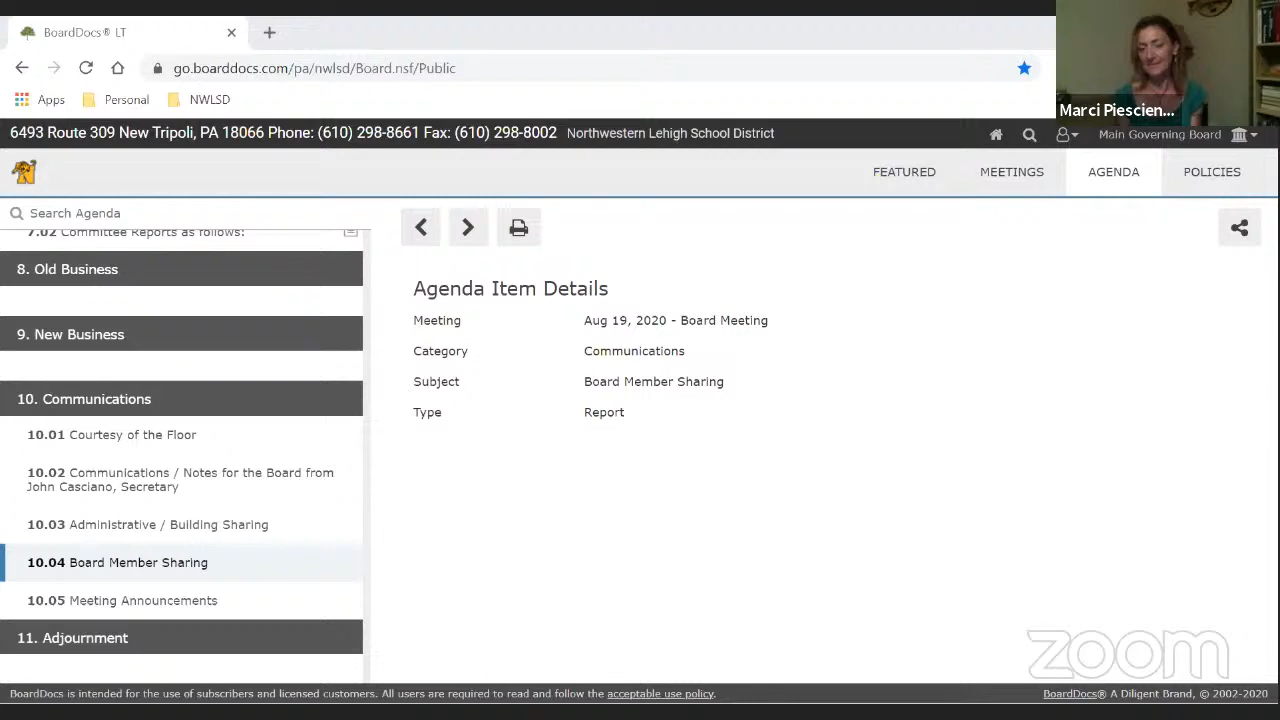 BoardDocs® LT
go.boarddocs.com/pa/nwlsd/Board.nsf/Public
Apps Personal NWLSD
Marci Piescien...
6493 Route 309 New Tripoli, PA 18066 Phone: (610) 298-8661 Fax: (610) 298-8002 Northwestern Lehigh School District
Main Governing Board
FEATURED MEETINGS AGENDA POLICIES
Search Agenda
7.02 Committee Reports as follows:
8. Old Business
9. New Business
10. Communications
10.01 Courtesy of the Floor
10.02 Communications / Notes for the Board from
John Casciano, Secretary
10.03 Administrative / Building Sharing
10.04 Board Member Sharing
10.05 Meeting Announcements
11. Adjournment
Agenda Item Details
Meeting Aug 19, 2020 - Board Meeting
Category Communications
Subject Board Member Sharing
Type Report
zoom
BoardDocs is intended for the use of subscribers and licensed customers. All users are required to read and follow the acceptable use policy.
BoardDocs® A Diligent Brand, © 2002-2020